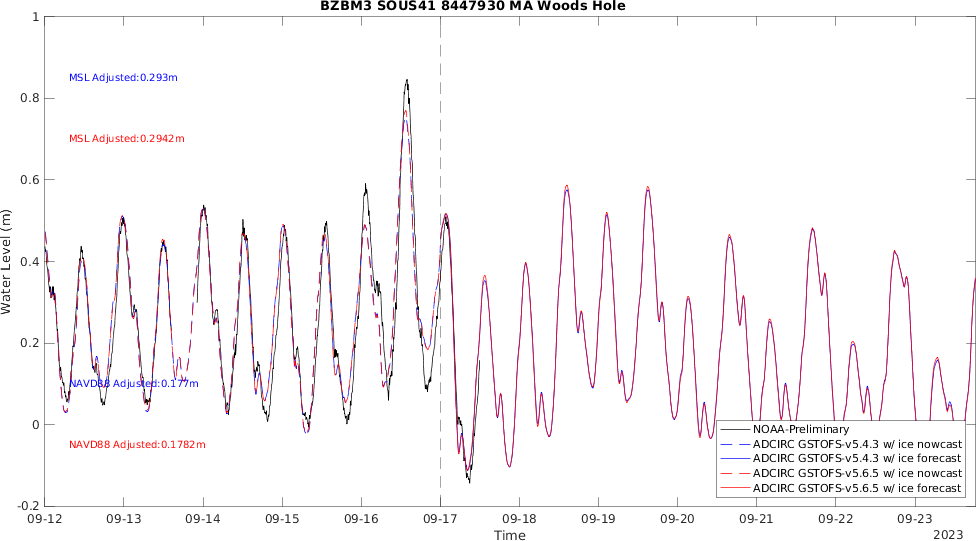 BZBM3 SOUS41 8447930 MA Woods Hole
Water Level (m)
1
0.8
0.6
0.4
0.2
0
-0.2
MSL Adjusted:0.293m
MSL Adjusted:0.2942m
NAVD88 Adjusted:0.177m
NAVD88 Adjusted:0.1782m
NOAA-Preliminary
ADCIRC GSTOFS-v5.4.3 w/ ice nowcast
ADCIRC GSTOFS-v5.4.3 w/ ice forecast
ADCIRC GSTOFS-v5.6.5 w/ ice nowcast
ADCIRC GSTOFS-v5.6.5 w/ ice forecast
09-12 09-13 09-14 09-15 09-16 09-17 09-18 09-19 09-20 09-21 09-22 09-23
Time
2023